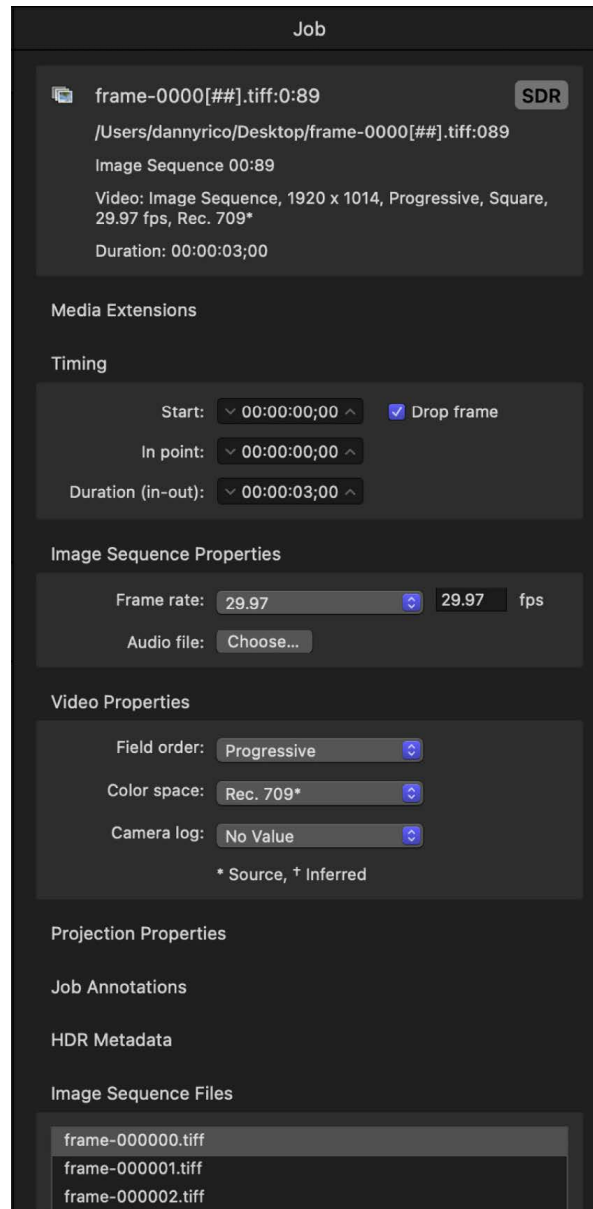 Job
frame-0000[##].tiff:0:89 SDR
/Users/dannyrico/Desktop/frame-0000[##].tiff:089
Image Sequence 00:89
Video: Image Sequence, 1920 x 1014, Progressive, Square,
29.97 fps, Rec. 709*
Duration: 00:00:03;00
Media Extensions
Timing
Start: 00:00:00;00 Drop frame
In point: 00:00:00;00
Duration (in-out): 00:00:03;00
Image Sequence Properties
Frame rate: 29.97 29.97 fps
Audio file: Choose...
Video Properties
Field order: Progressive
Color space: Rec. 709*
Camera log: No Value
* Source, † Inferred
Projection Properties
Job Annotations
HDR Metadata
Image Sequence Files
frame-000000.tiff
frame-000001.tiff
frame-000002.tiff